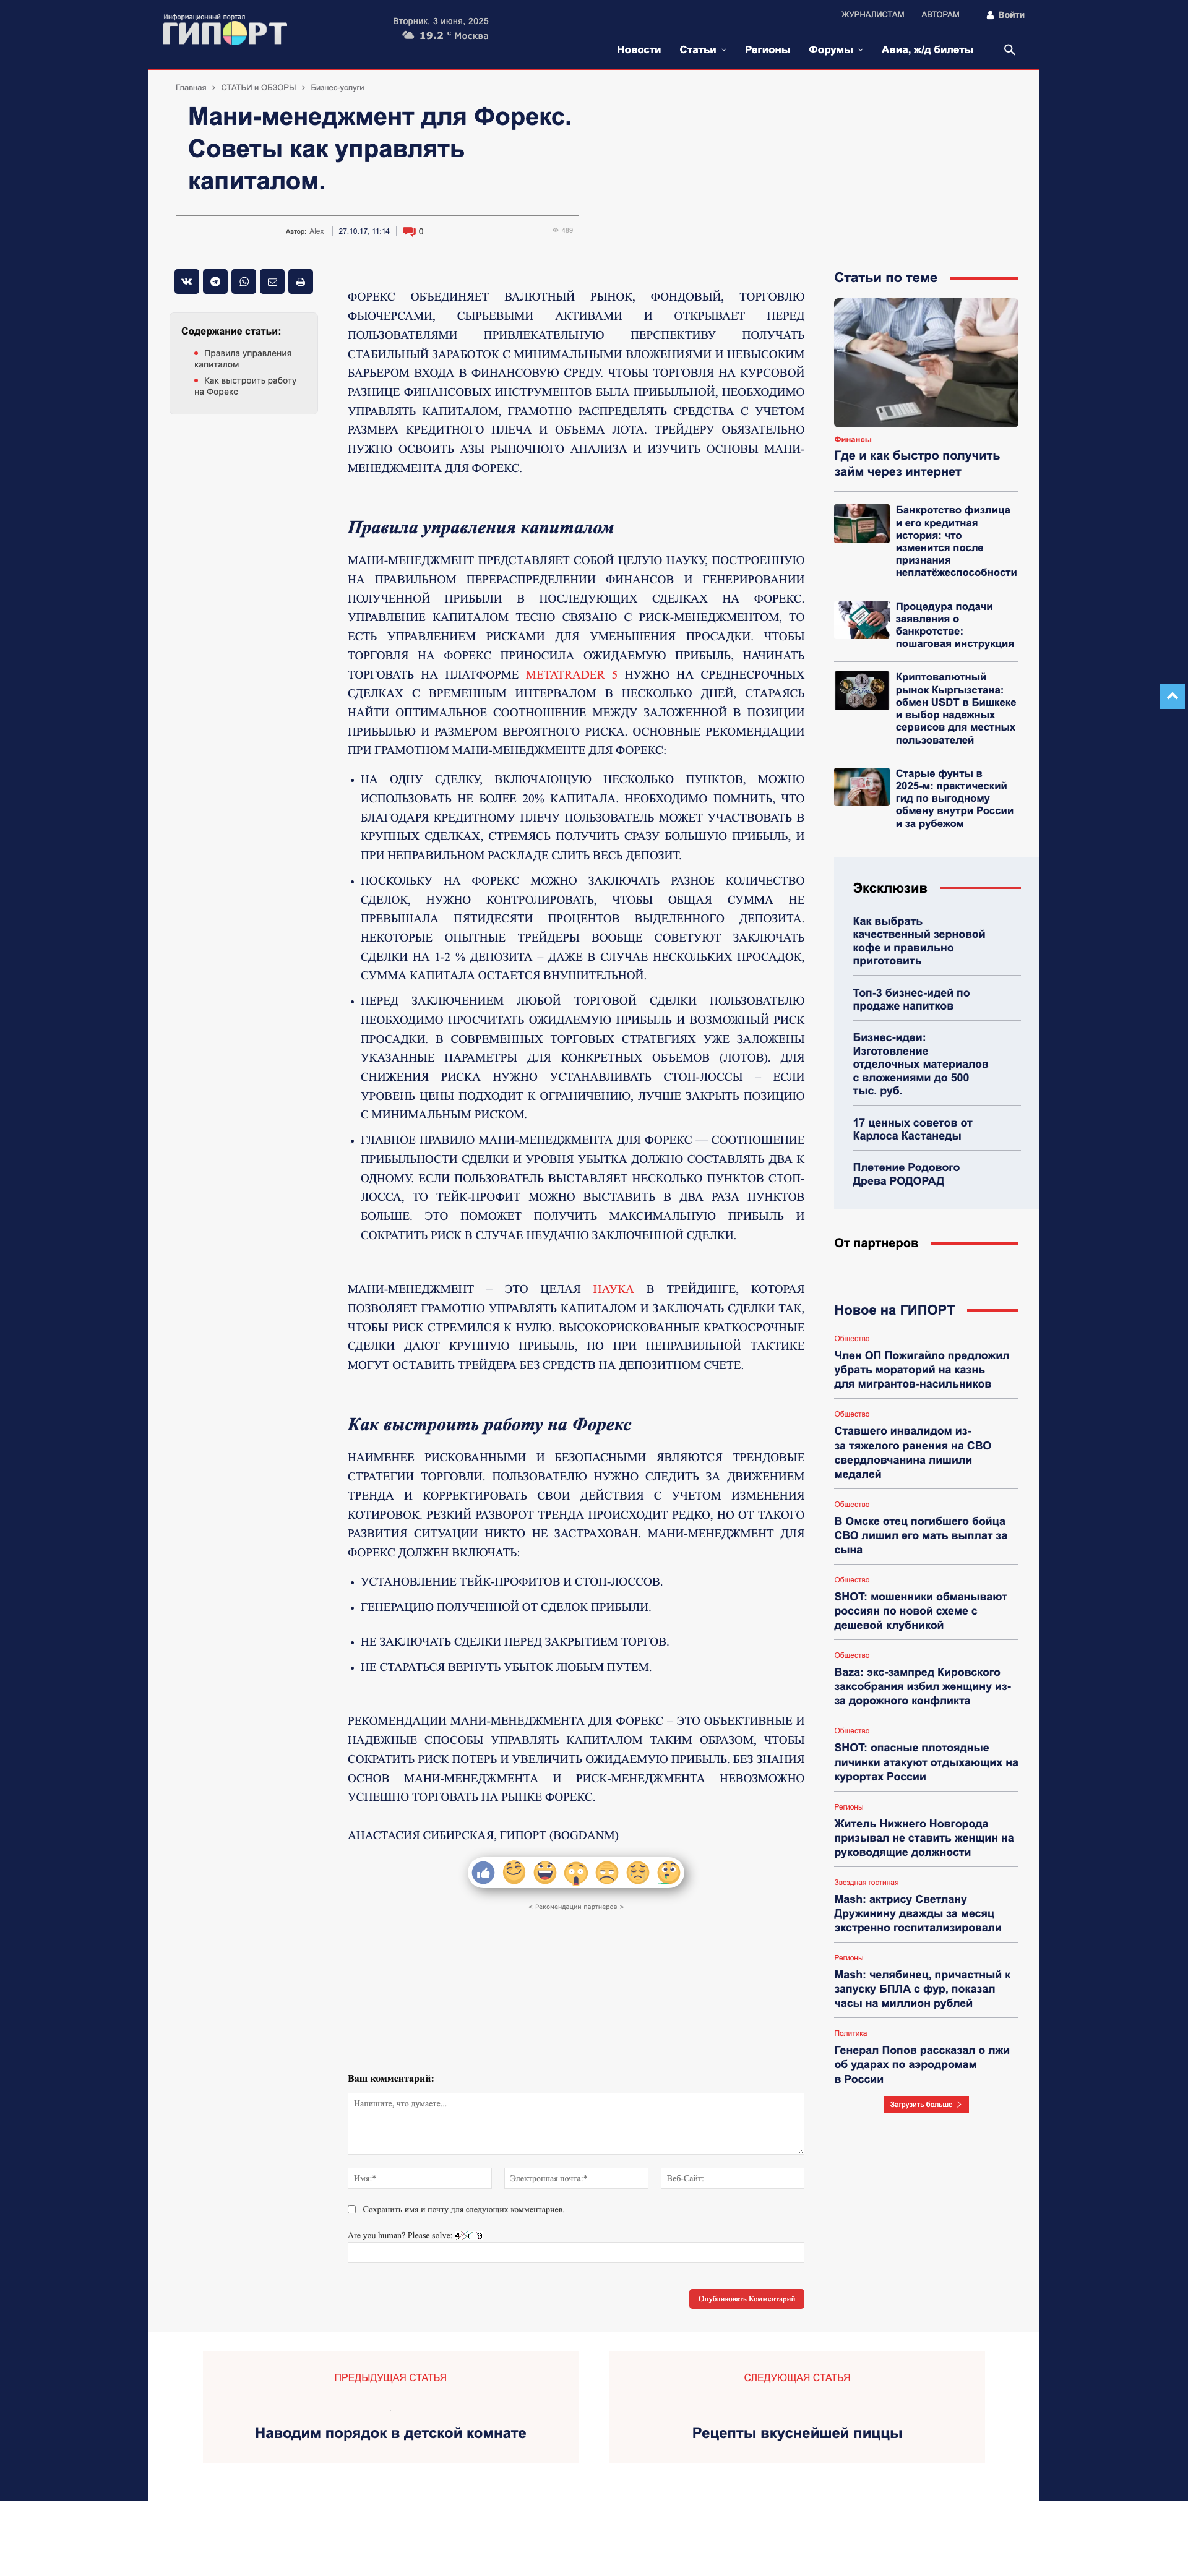 Информационный портал
ГИПОРТ
Вторник, 3 июня, 2025
19.2 C Москва
ЖУРНАЛИСТАМ АВТОРАМ Войти
Новости Статьи Регионы Форумы Авиа, ж/д билеты
Главная › СТАТЬИ и ОБЗОРЫ › Бизнес-услуги
Мани-менеджмент для Форекс.
Советы как управлять
капиталом.
Автор: Alex 27.10.17, 11:14 0 489
Содержание статьи:
Правила управления
капиталом
Как выстроить работу
на Форекс
ФОРЕКС ОБЪЕДИНЯЕТ ВАЛЮТНЫЙ РЫНОК, ФОНДОВЫЙ, ТОРГОВЛЮ
ФЬЮЧЕРСАМИ, СЫРЬЕВЫМИ АКТИВАМИ И ОТКРЫВАЕТ ПЕРЕД
ПОЛЬЗОВАТЕЛЯМИ ПРИВЛЕКАТЕЛЬНУЮ ПЕРСПЕКТИВУ ПОЛУЧАТЬ
СТАБИЛЬНЫЙ ЗАРАБОТОК С МИНИМАЛЬНЫМИ ВЛОЖЕНИЯМИ И НЕВЫСОКИМ
БАРЬЕРОМ ВХОДА В ФИНАНСОВУЮ СРЕДУ. ЧТОБЫ ТОРГОВЛЯ НА КУРСОВОЙ
РАЗНИЦЕ ФИНАНСОВЫХ ИНСТРУМЕНТОВ БЫЛА ПРИБЫЛЬНОЙ, НЕОБХОДИМО
УПРАВЛЯТЬ КАПИТАЛОМ, ГРАМОТНО РАСПРЕДЕЛЯТЬ СРЕДСТВА С УЧЕТОМ
РАЗМЕРА КРЕДИТНОГО ПЛЕЧА И ОБЪЕМА ЛОТА. ТРЕЙДЕРУ ОБЯЗАТЕЛЬНО
НУЖНО ОСВОИТЬ АЗЫ РЫНОЧНОГО АНАЛИЗА И ИЗУЧИТЬ ОСНОВЫ МАНИ-
МЕНЕДЖМЕНТА ДЛЯ ФОРЕКС.
Правила управления капиталом
МАНИ-МЕНЕДЖМЕНТ ПРЕДСТАВЛЯЕТ СОБОЙ ЦЕЛУЮ НАУКУ, ПОСТРОЕННУЮ
НА ПРАВИЛЬНОМ ПЕРЕРАСПРЕДЕЛЕНИИ ФИНАНСОВ И ГЕНЕРИРОВАНИИ
ПОЛУЧЕННОЙ ПРИБЫЛИ В ПОСЛЕДУЮЩИХ СДЕЛКАХ НА ФОРЕКС.
УПРАВЛЕНИЕ КАПИТАЛОМ ТЕСНО СВЯЗАНО С РИСК-МЕНЕДЖМЕНТОМ, ТО
ЕСТЬ УПРАВЛЕНИЕМ РИСКАМИ ДЛЯ УМЕНЬШЕНИЯ ПРОСАДКИ. ЧТОБЫ
ТОРГОВЛЯ НА ФОРЕКС ПРИНОСИЛА ОЖИДАЕМУЮ ПРИБЫЛЬ, НАЧИНАТЬ
ТОРГОВАТЬ НА ПЛАТФОРМЕ METATRADER 5 НУЖНО НА СРЕДНЕСРОЧНЫХ
СДЕЛКАХ С ВРЕМЕННЫМ ИНТЕРВАЛОМ В НЕСКОЛЬКО ДНЕЙ, СТАРАЯСЬ
НАЙТИ ОПТИМАЛЬНОЕ СООТНОШЕНИЕ МЕЖДУ ЗАЛОЖЕННОЙ В ПОЗИЦИИ
ПРИБЫЛЬЮ И РАЗМЕРОМ ВЕРОЯТНОГО РИСКА. ОСНОВНЫЕ РЕКОМЕНДАЦИИ
ПРИ ГРАМОТНОМ МАНИ-МЕНЕДЖМЕНТЕ ДЛЯ ФОРЕКС:
НА ОДНУ СДЕЛКУ, ВКЛЮЧАЮЩУЮ НЕСКОЛЬКО ПУНКТОВ, МОЖНО
ИСПОЛЬЗОВАТЬ НЕ БОЛЕЕ 20% КАПИТАЛА. НЕОБХОДИМО ПОМНИТЬ, ЧТО
БЛАГОДАРЯ КРЕДИТНОМУ ПЛЕЧУ ПОЛЬЗОВАТЕЛЬ МОЖЕТ УЧАСТВОВАТЬ В
КРУПНЫХ СДЕЛКАХ, СТРЕМЯСЬ ПОЛУЧИТЬ СРАЗУ БОЛЬШУЮ ПРИБЫЛЬ, И
ПРИ НЕПРАВИЛЬНОМ РАСКЛАДЕ СЛИТЬ ВЕСЬ ДЕПОЗИТ.
ПОСКОЛЬКУ НА ФОРЕКС МОЖНО ЗАКЛЮЧАТЬ РАЗНОЕ КОЛИЧЕСТВО
СДЕЛОК, НУЖНО КОНТРОЛИРОВАТЬ, ЧТОБЫ ОБЩАЯ СУММА НЕ
ПРЕВЫШАЛА ПЯТИДЕСЯТИ ПРОЦЕНТОВ ВЫДЕЛЕННОГО ДЕПОЗИТА.
НЕКОТОРЫЕ ОПЫТНЫЕ ТРЕЙДЕРЫ ВООБЩЕ СОВЕТУЮТ ЗАКЛЮЧАТЬ
СДЕЛКИ НА 1-2 % ДЕПОЗИТА – ДАЖЕ В СЛУЧАЕ НЕСКОЛЬКИХ ПРОСАДОК,
СУММА КАПИТАЛА ОСТАЕТСЯ ВНУШИТЕЛЬНОЙ.
ПЕРЕД ЗАКЛЮЧЕНИЕМ ЛЮБОЙ ТОРГОВОЙ СДЕЛКИ ПОЛЬЗОВАТЕЛЮ
НЕОБХОДИМО ПРОСЧИТАТЬ ОЖИДАЕМУЮ ПРИБЫЛЬ И ВОЗМОЖНЫЙ РИСК
ПРОСАДКИ. В СОВРЕМЕННЫХ ТОРГОВЫХ СТРАТЕГИЯХ УЖЕ ЗАЛОЖЕНЫ
УКАЗАННЫЕ ПАРАМЕТРЫ ДЛЯ КОНКРЕТНЫХ ОБЪЕМОВ (ЛОТОВ). ДЛЯ
СНИЖЕНИЯ РИСКА НУЖНО УСТАНАВЛИВАТЬ СТОП-ЛОССЫ – ЕСЛИ
УРОВЕНЬ ЦЕНЫ ПОДХОДИТ К ОГРАНИЧЕНИЮ, ЛУЧШЕ ЗАКРЫТЬ ПОЗИЦИЮ
С МИНИМАЛЬНЫМ РИСКОМ.
ГЛАВНОЕ ПРАВИЛО МАНИ-МЕНЕДЖМЕНТА ДЛЯ ФОРЕКС — СООТНОШЕНИЕ
ПРИБЫЛЬНОСТИ СДЕЛКИ И УРОВНЯ УБЫТКА ДОЛЖНО СОСТАВЛЯТЬ ДВА К
ОДНОМУ. ЕСЛИ ПОЛЬЗОВАТЕЛЬ ВЫСТАВЛЯЕТ НЕСКОЛЬКО ПУНКТОВ СТОП-
ЛОССА, ТО ТЕЙК-ПРОФИТ МОЖНО ВЫСТАВИТЬ В ДВА РАЗА ПУНКТОВ
БОЛЬШЕ. ЭТО ПОМОЖЕТ ПОЛУЧИТЬ МАКСИМАЛЬНУЮ ПРИБЫЛЬ И
СОКРАТИТЬ РИСК В СЛУЧАЕ НЕУДАЧНО ЗАКЛЮЧЕННОЙ СДЕЛКИ.
МАНИ-МЕНЕДЖМЕНТ – ЭТО ЦЕЛАЯ НАУКА В ТРЕЙДИНГЕ, КОТОРАЯ
ПОЗВОЛЯЕТ ГРАМОТНО УПРАВЛЯТЬ КАПИТАЛОМ И ЗАКЛЮЧАТЬ СДЕЛКИ ТАК,
ЧТОБЫ РИСК СТРЕМИЛСЯ К НУЛЮ. ВЫСОКОРИСКОВАННЫЕ КРАТКОСРОЧНЫЕ
СДЕЛКИ ДАЮТ КРУПНУЮ ПРИБЫЛЬ, НО ПРИ НЕПРАВИЛЬНОЙ ТАКТИКЕ
МОГУТ ОСТАВИТЬ ТРЕЙДЕРА БЕЗ СРЕДСТВ НА ДЕПОЗИТНОМ СЧЕТЕ.
Как выстроить работу на Форекс
НАИМЕНЕЕ РИСКОВАННЫМИ И БЕЗОПАСНЫМИ ЯВЛЯЮТСЯ ТРЕНДОВЫЕ
СТРАТЕГИИ ТОРГОВЛИ. ПОЛЬЗОВАТЕЛЮ НУЖНО СЛЕДИТЬ ЗА ДВИЖЕНИЕМ
ТРЕНДА И КОРРЕКТИРОВАТЬ СВОИ ДЕЙСТВИЯ С УЧЕТОМ ИЗМЕНЕНИЯ
КОТИРОВОК. РЕЗКИЙ РАЗВОРОТ ТРЕНДА ПРОИСХОДИТ РЕДКО, НО ОТ ТАКОГО
РАЗВИТИЯ СИТУАЦИИ НИКТО НЕ ЗАСТРАХОВАН. МАНИ-МЕНЕДЖМЕНТ ДЛЯ
ФОРЕКС ДОЛЖЕН ВКЛЮЧАТЬ:
УСТАНОВЛЕНИЕ ТЕЙК-ПРОФИТОВ И СТОП-ЛОССОВ.
ГЕНЕРАЦИЮ ПОЛУЧЕННОЙ ОТ СДЕЛОК ПРИБЫЛИ.
НЕ ЗАКЛЮЧАТЬ СДЕЛКИ ПЕРЕД ЗАКРЫТИЕМ ТОРГОВ.
НЕ СТАРАТЬСЯ ВЕРНУТЬ УБЫТОК ЛЮБЫМ ПУТЕМ.
РЕКОМЕНДАЦИИ МАНИ-МЕНЕДЖМЕНТА ДЛЯ ФОРЕКС – ЭТО ОБЪЕКТИВНЫЕ И
НАДЕЖНЫЕ СПОСОБЫ УПРАВЛЯТЬ КАПИТАЛОМ ТАКИМ ОБРАЗОМ, ЧТОБЫ
СОКРАТИТЬ РИСК ПОТЕРЬ И УВЕЛИЧИТЬ ОЖИДАЕМУЮ ПРИБЫЛЬ. БЕЗ ЗНАНИЯ
ОСНОВ МАНИ-МЕНЕДЖМЕНТА И РИСК-МЕНЕДЖМЕНТА НЕВОЗМОЖНО
УСПЕШНО ТОРГОВАТЬ НА РЫНКЕ ФОРЕКС.
АНАСТАСИЯ СИБИРСКАЯ, ГИПОРТ (BOGDANM)
< Рекомендации партнеров >
Ваш комментарий:
Напишите, что думаете...
Имя:* Электронная почта:* Веб-Сайт:
Сохранить имя и почту для следующих комментариев.
Are you human? Please solve: 4 + 9
Опубликовать Комментарий
Статьи по теме
Финансы
Где и как быстро получить
займ через интернет
Банкротство физлица
и его кредитная
история: что
изменится после
признания
неплатёжеспособности
Процедура подачи
заявления о
банкротстве:
пошаговая инструкция
Криптовалютный
рынок Кыргызстана:
обмен USDT в Бишкеке
и выбор надежных
сервисов для местных
пользователей
Старые фунты в
2025-м: практический
гид по выгодному
обмену внутри России
и за рубежом
Эксклюзив
Как выбрать
качественный зерновой
кофе и правильно
приготовить
Топ-3 бизнес-идей по
продаже напитков
Бизнес-идеи:
Изготовление
отделочных материалов
с вложениями до 500
тыс. руб.
17 ценных советов от
Карлоса Кастанеды
Плетение Родового
Древа РОДОРАД
От партнеров
Новое на ГИПОРТ
Общество
Член ОП Пожигайло предложил
убрать мораторий на казнь
для мигрантов-насильников
Общество
Ставшего инвалидом из-
за тяжелого ранения на СВО
свердловчанина лишили
медалей
Общество
В Омске отец погибшего бойца
СВО лишил его мать выплат за
сына
Общество
SHOT: мошенники обманывают
россиян по новой схеме с
дешевой клубникой
Общество
Baza: экс-зампред Кировского
заксобрания избил женщину из-
за дорожного конфликта
Общество
SHOT: опасные плотоядные
личинки атакуют отдыхающих на
курортах России
Регионы
Житель Нижнего Новгорода
призывал не ставить женщин на
руководящие должности
Звездная гостиная
Mash: актрису Светлану
Дружинину дважды за месяц
экстренно госпитализировали
Регионы
Mash: челябинец, причастный к
запуску БПЛА с фур, показал
часы на миллион рублей
Политика
Генерал Попов рассказал о лжи
об ударах по аэродромам
в России
Загрузить больше
ПРЕДЫДУЩАЯ СТАТЬЯ
Наводим порядок в детской комнате
СЛЕДУЮЩАЯ СТАТЬЯ
Рецепты вкуснейшей пиццы